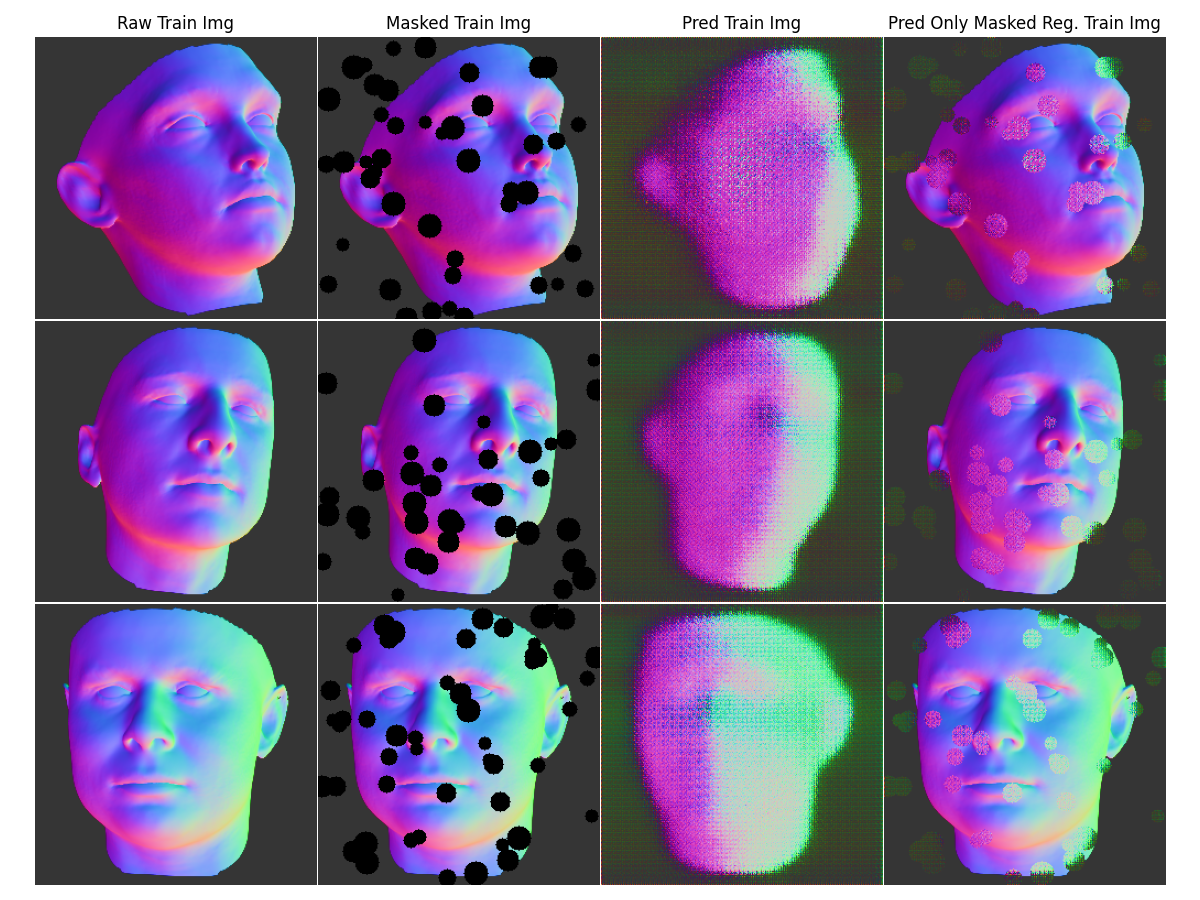 Raw Train Img
Masked Train Img
Pred Train Img
Pred Only Masked Reg. Train Img